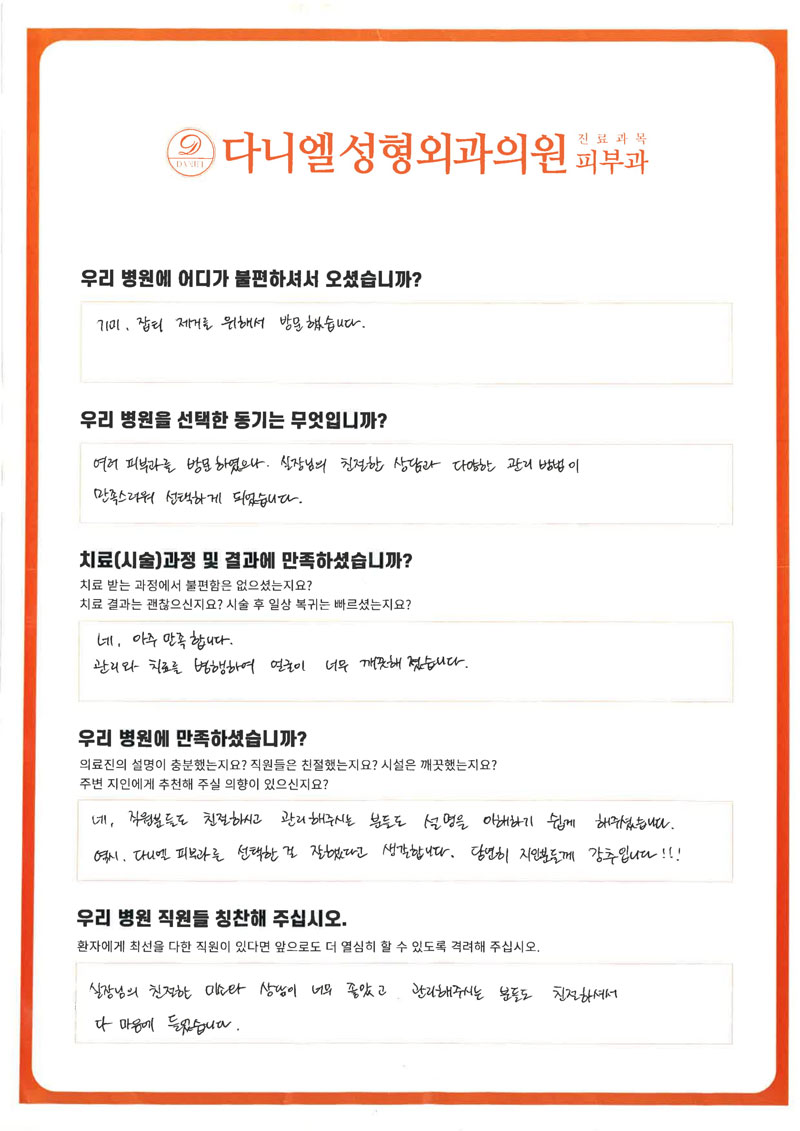 D
DANIEL
다니엘성형외과의원 진료과목 피부과
우리 병원에 어디가 불편하셔서 오셨습니까?
기미, 잡티 제거를 위해서 방문했습니다.
우리 병원을 선택한 동기는 무엇입니까?
여러 피부과를 방문하였으나. 실장님의 친절한 상담과 다양한 관리 방법이
만족스러워 선택하게 되었습니다.
치료(시술)과정 및 결과에 만족하셨습니까?
치료 받는 과정에서 불편함은 없으셨는지요?
치료 결과는 괜찮으신지요? 시술 후 일상 복귀는 빠르셨는지요?
네, 아주 만족합니다.
관리와 치료를 병행하여 얼굴이 너무 깨끗해졌습니다.
우리 병원에 만족하셨습니까?
의료진의 설명이 충분했는지요? 직원들은 친절했는지요? 시설은 깨끗했는지요?
주변 지인에게 추천해 주실 의향이 있으신지요?
네, 직원분들도 친절하시고 관리해주시는 분들도 설명을 이해하기 쉽게 해주셨습니다.
역시. 다니엘 피부과를 선택한 건 잘했다고 생각합니다. 당연히 지인분들께 강추입니다!!!
우리 병원 직원들 칭찬해 주십시오.
환자에게 최선을 다한 직원이 있다면 앞으로도 더 열심히 할 수 있도록 격려해 주십시오.
실장님의 친절한 미소와 상담이 너무 좋았고 관리해주시는 분들도 친절하셔서
다 마음에 들었습니다.